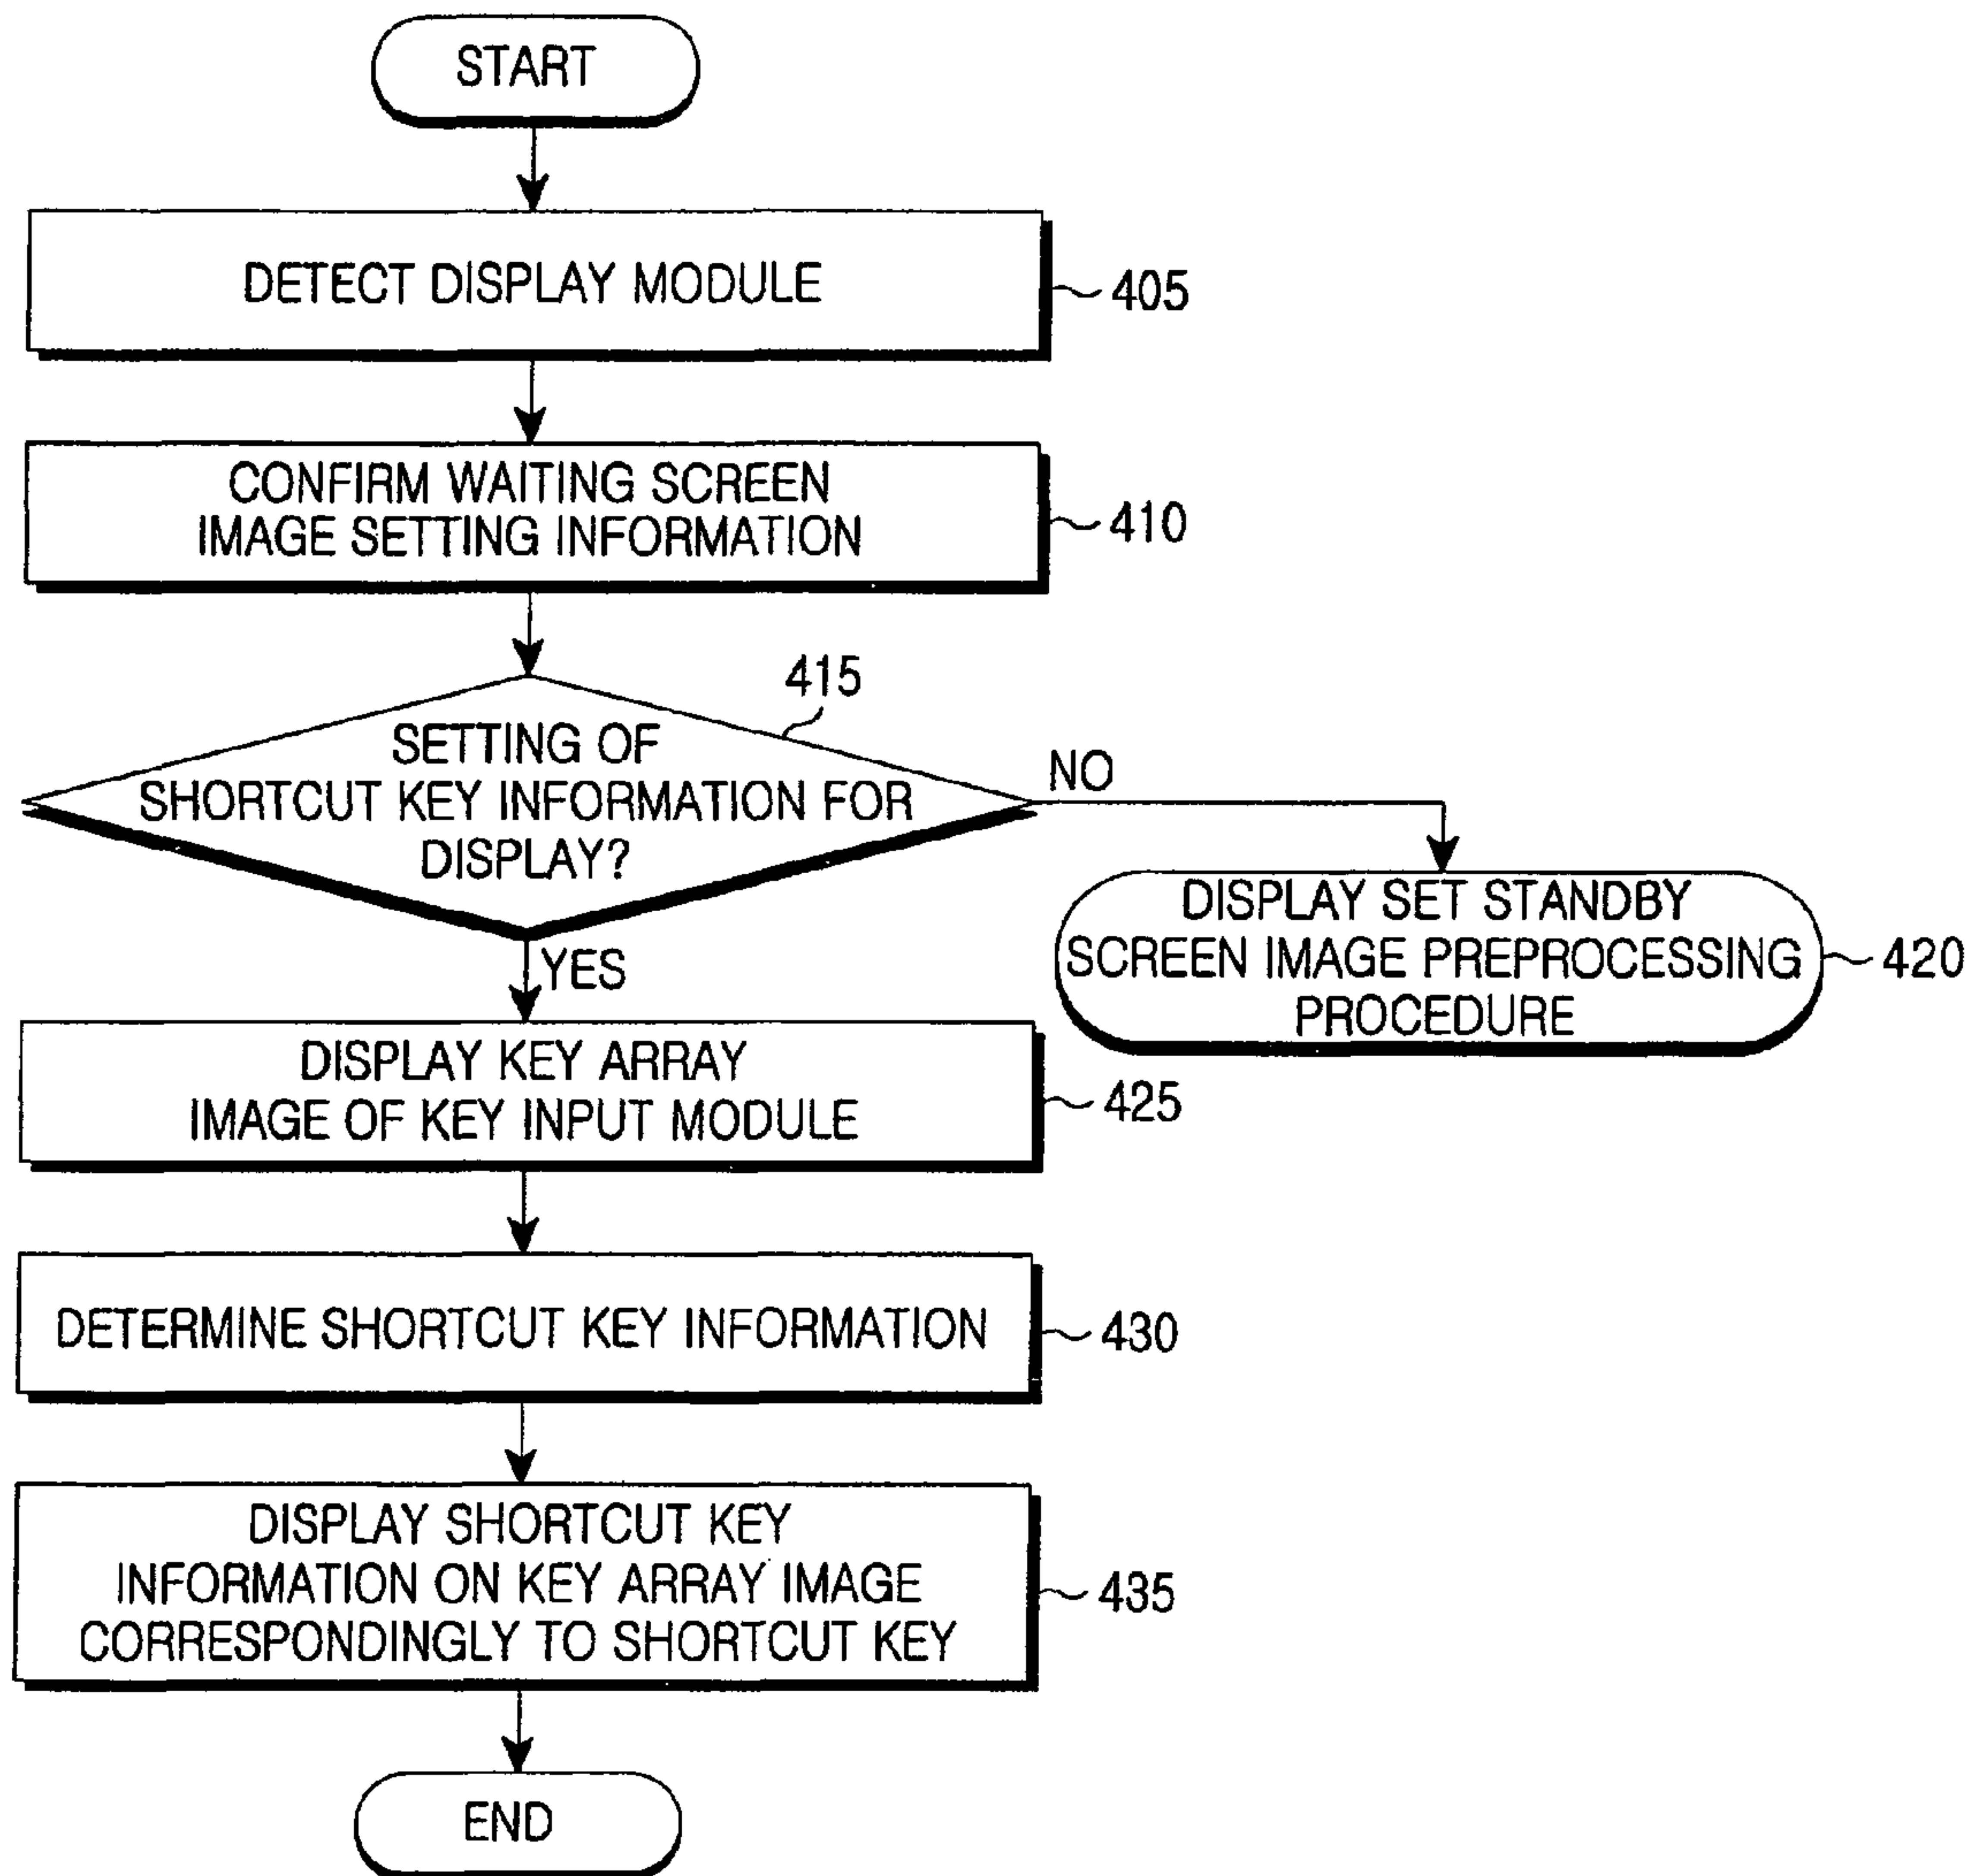 START
DETECT DISPLAY MODULE
405
CONFIRM WAITING SCREEN
IMAGE SETTING INFORMATION
410
415
SETTING OF
SHORTCUT KEY INFORMATION FOR
DISPLAY?
NO
DISPLAY SET STANDBY
SCREEN IMAGE PREPROCESSING
PROCEDURE
420
YES
DISPLAY KEY ARRAY
IMAGE OF KEY INPUT MODULE
425
DETERMINE SHORTCUT KEY INFORMATION
430
DISPLAY SHORTCUT KEY
INFORMATION ON KEY ARRAY IMAGE
CORRESPONDINGLY TO SHORTCUT KEY
435
END